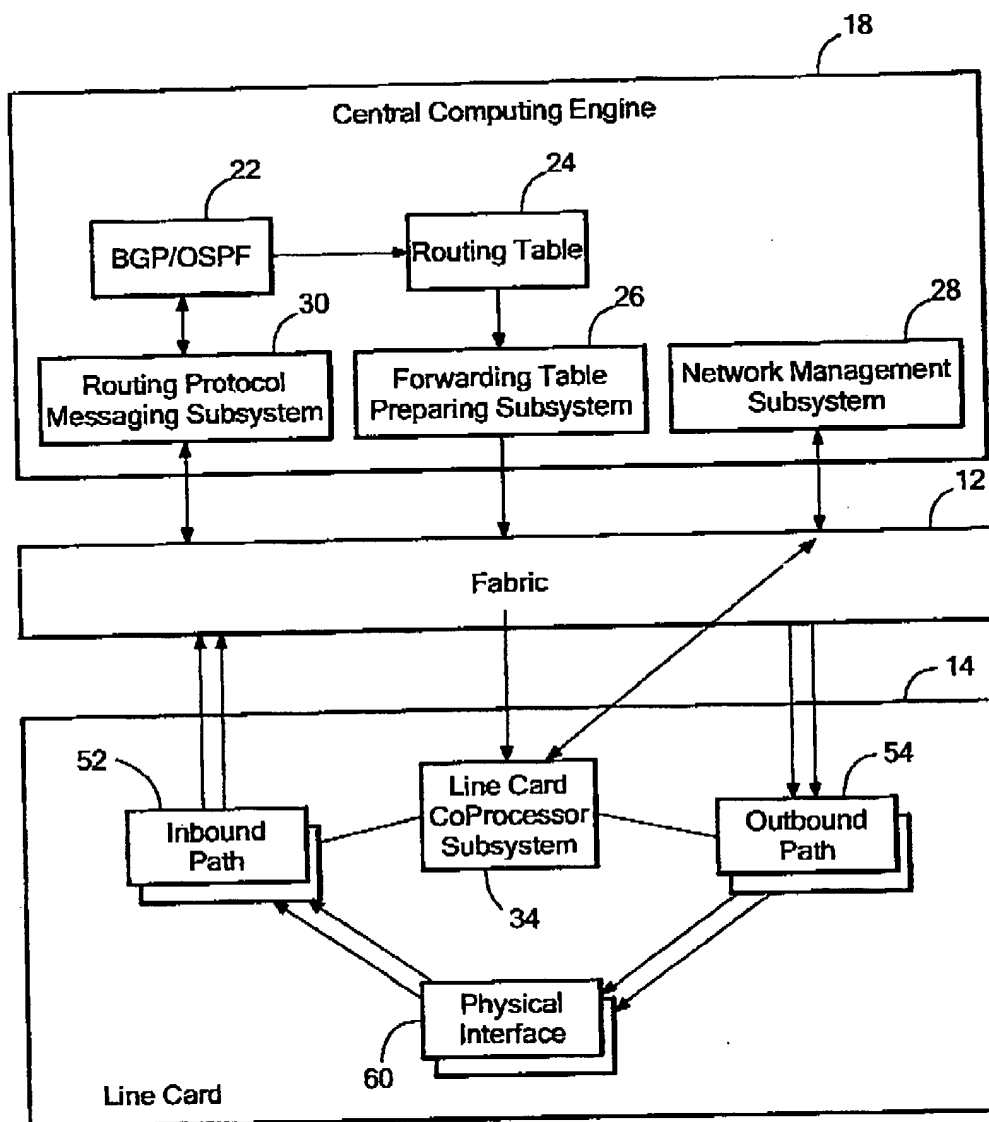 18
Central Computing Engine
22
24
BGP/OSPF
Routing Table
30
26
28
Routing Protocol
Messaging Subsystem
Forwarding Table
Preparing Subsystem
Network Management
Subsystem
12
Fabric
14
52
54
Line Card
CoProcessor
Subsystem
Inbound
Path
Outbound
Path
34
Physical
Interface
60
Line Card